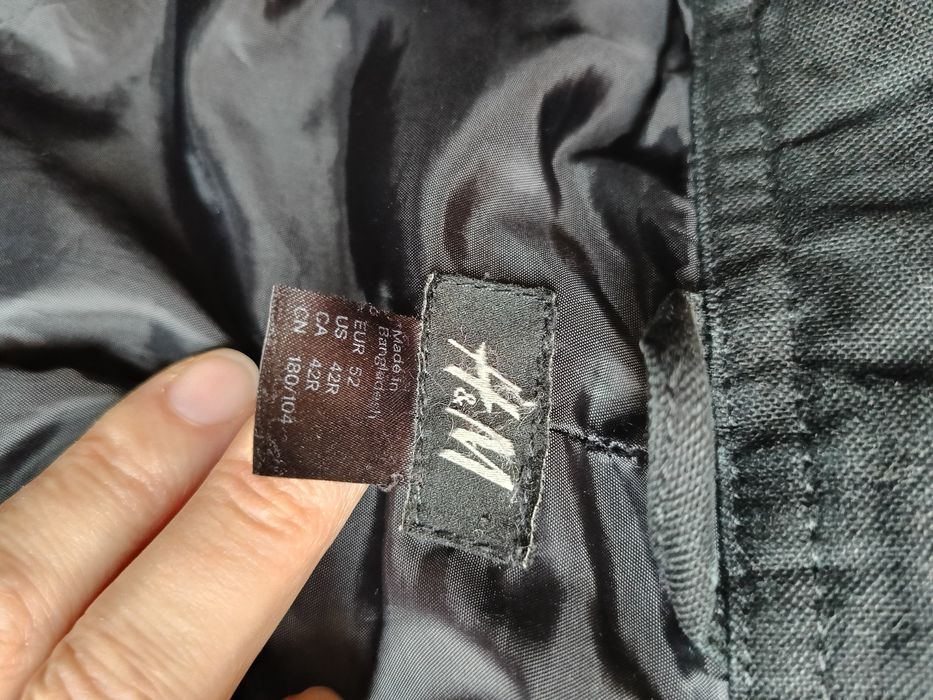 H&M
Made in
Bangladesh
EUR 52
US 42R
CA 42R
CN 180/104